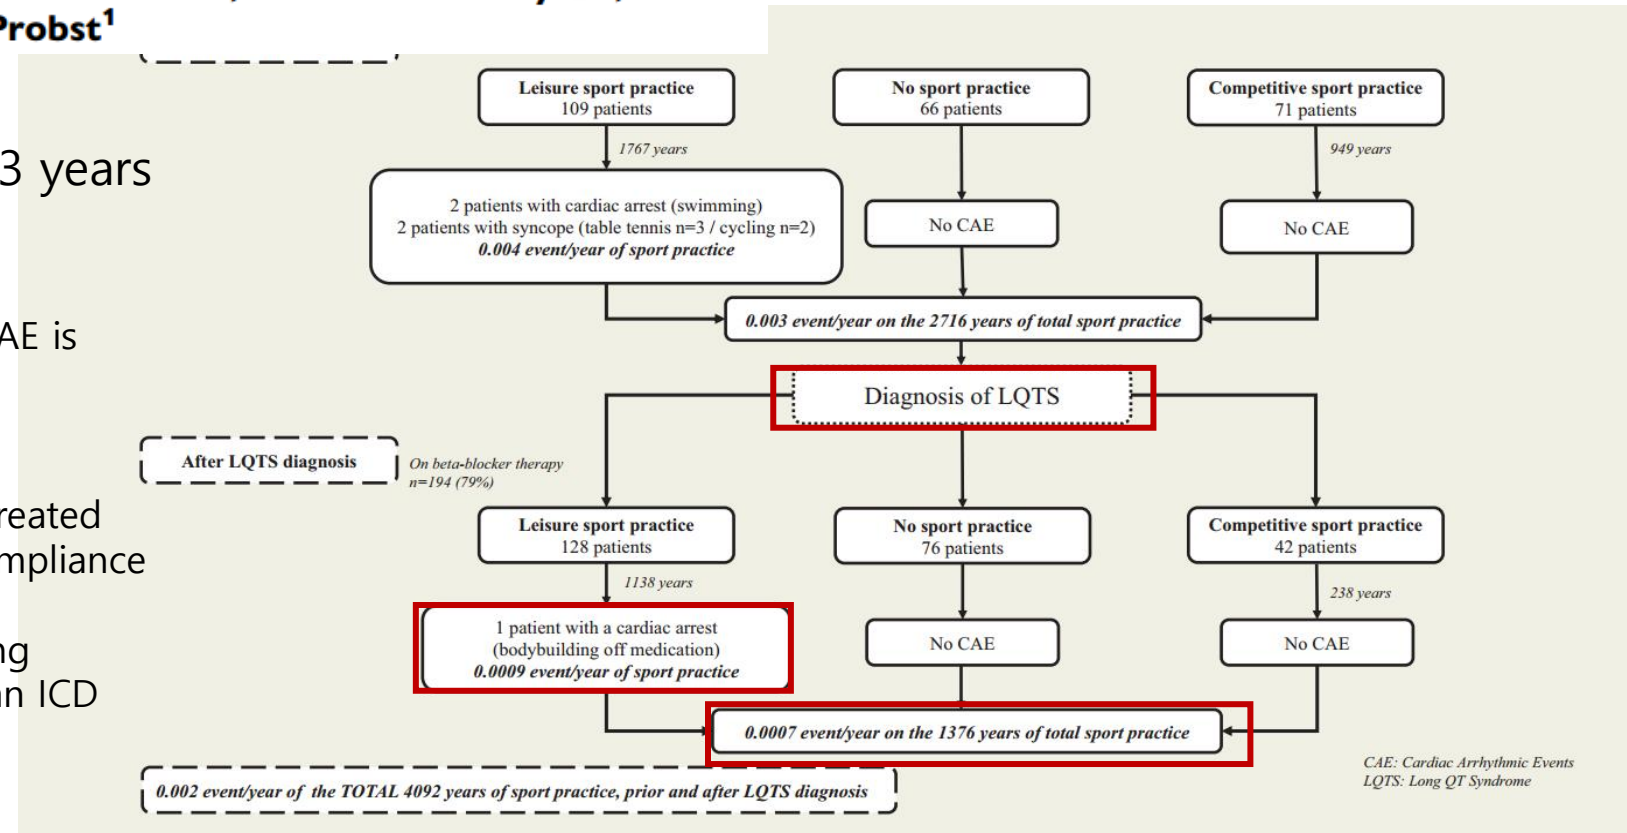 Probst¹
3 years
AE is
reated
mpliance
ng
an ICD
Leisure sport practice
109 patients
No sport practice
66 patients
Competitive sport practice
71 patients
1767 years
949 years
2 patients with cardiac arrest (swimming)
2 patients with syncope (table tennis n=3 / cycling n=2)
0.004 event/year of sport practice
No CAE
No CAE
0.003 event/year on the 2716 years of total sport practice
Diagnosis of LQTS
After LQTS diagnosis
On beta-blocker therapy
n=194 (79%)
Leisure sport practice
128 patients
No sport practice
76 patients
Competitive sport practice
42 patients
1138 years
238 years
1 patient with a cardiac arrest
(bodybuilding off medication)
0.0009 event/year of sport practice
No CAE
No CAE
0.0007 event/year on the 1376 years of total sport practice
0.002 event/year of the TOTAL 4092 years of sport practice, prior and after LQTS diagnosis
CAE: Cardiac Arrhythmic Events
LQTS: Long QT Syndrome